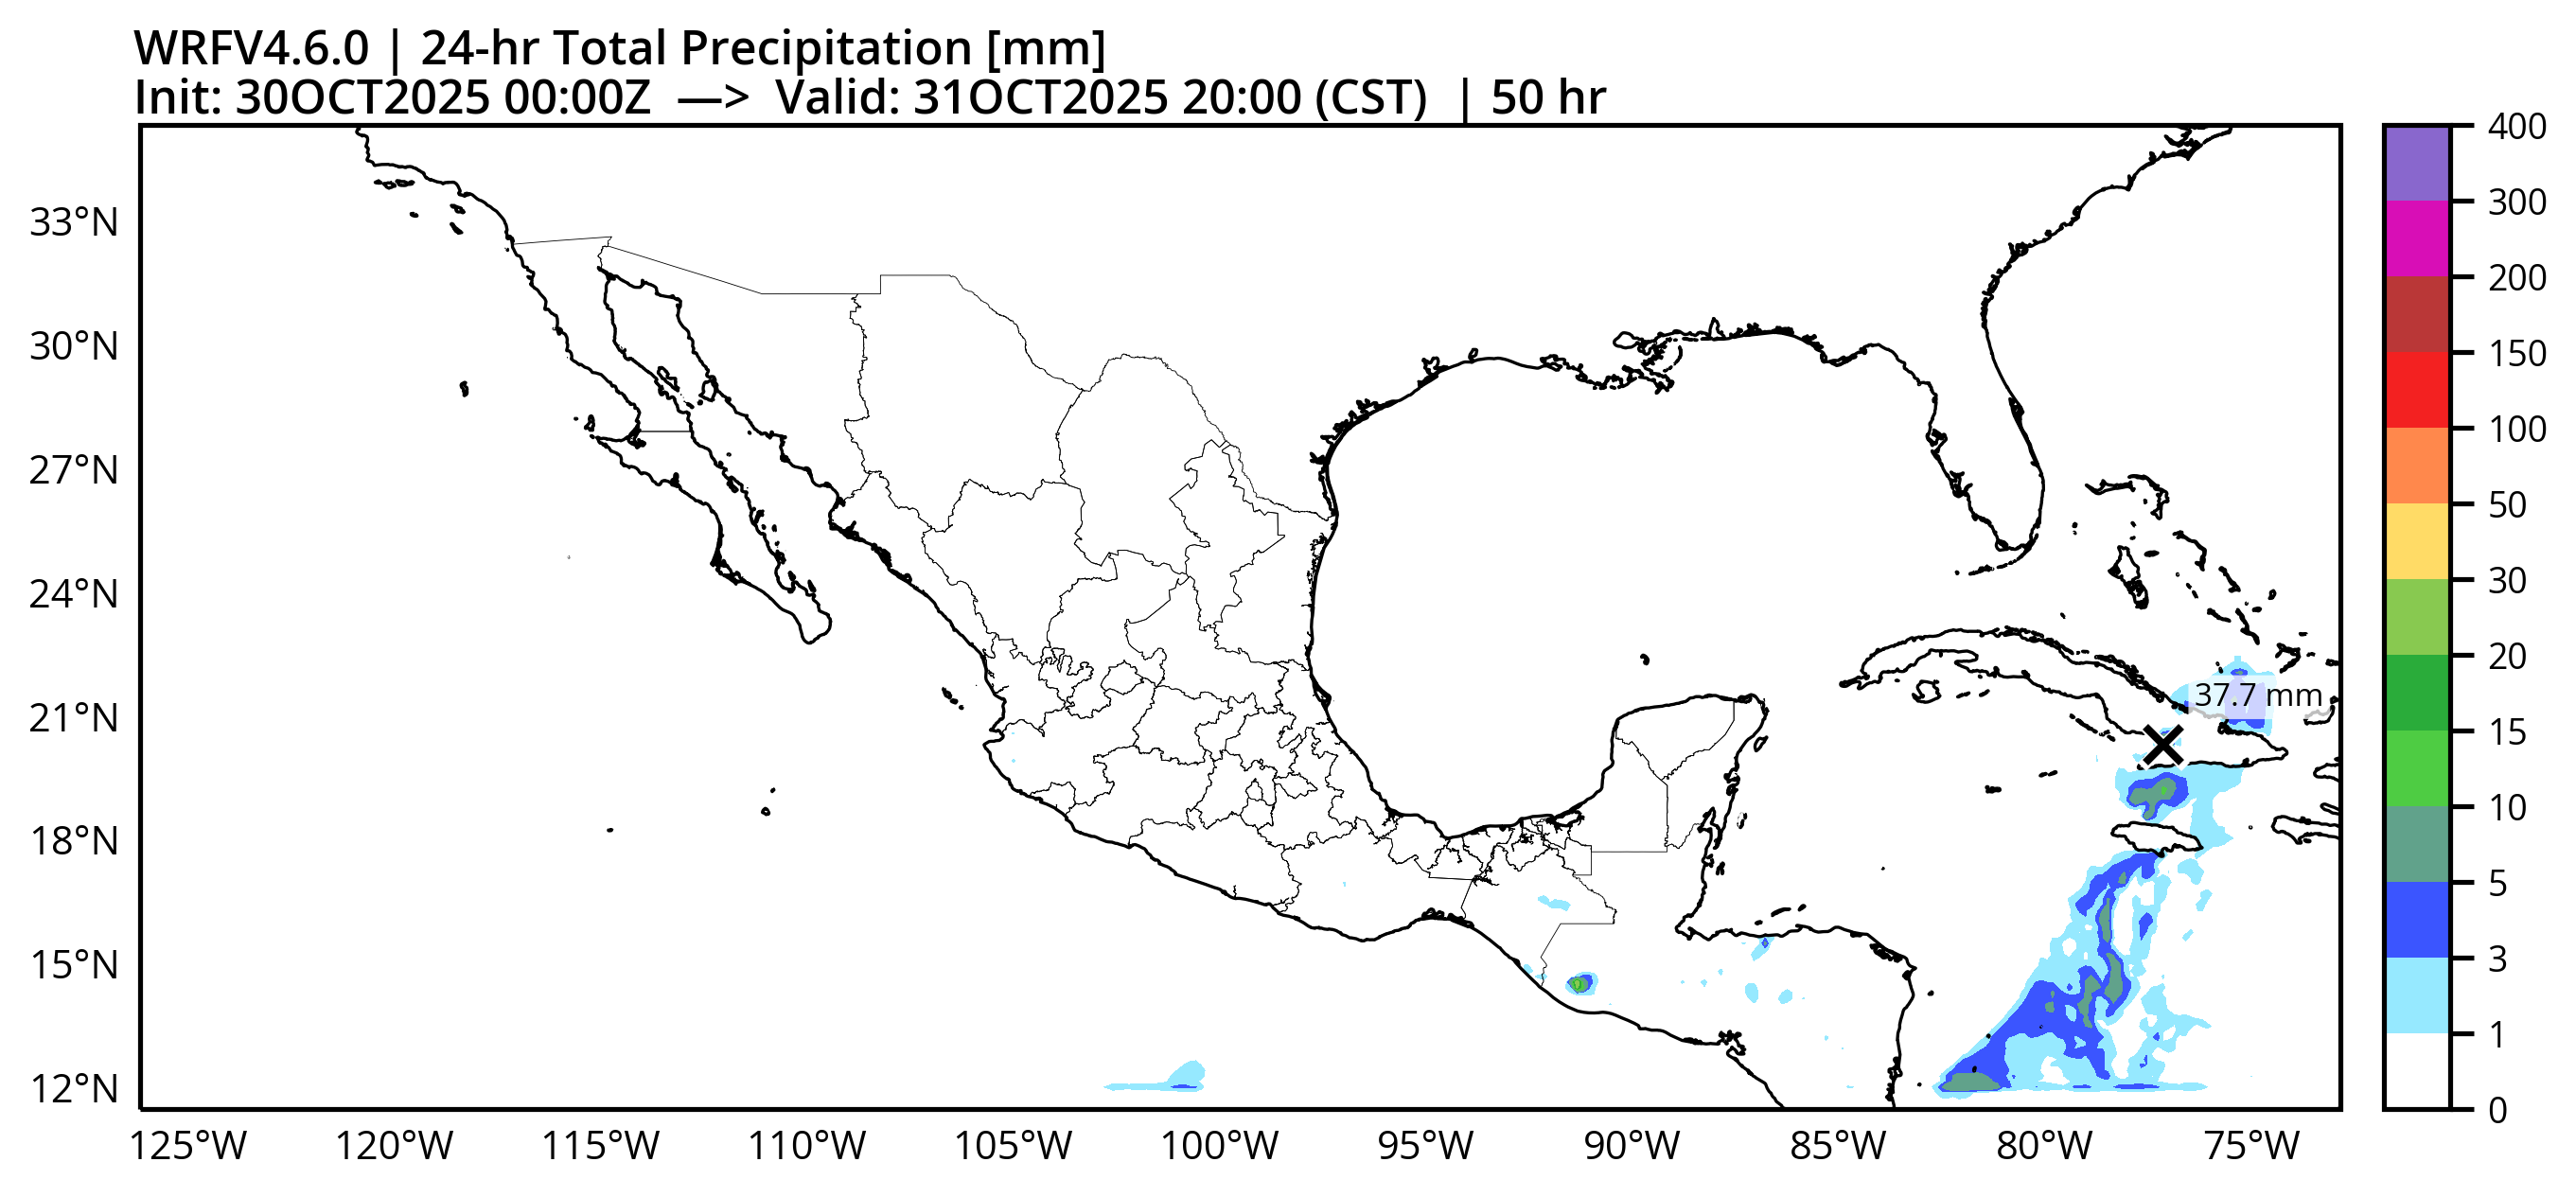 WRFV4.6.0 | 24-hr Total Precipitation [mm]
Init: 30OCT2025 00:00Z —> Valid: 31OCT2025 20:00 (CST) | 50 hr
33°N
30°N
27°N
24°N
21°N
18°N
15°N
12°N
125°W 120°W 115°W 110°W 105°W 100°W 95°W 90°W 85°W 80°W 75°W
37.7 mm
400
300
200
150
100
50
30
20
15
10
5
3
1
0